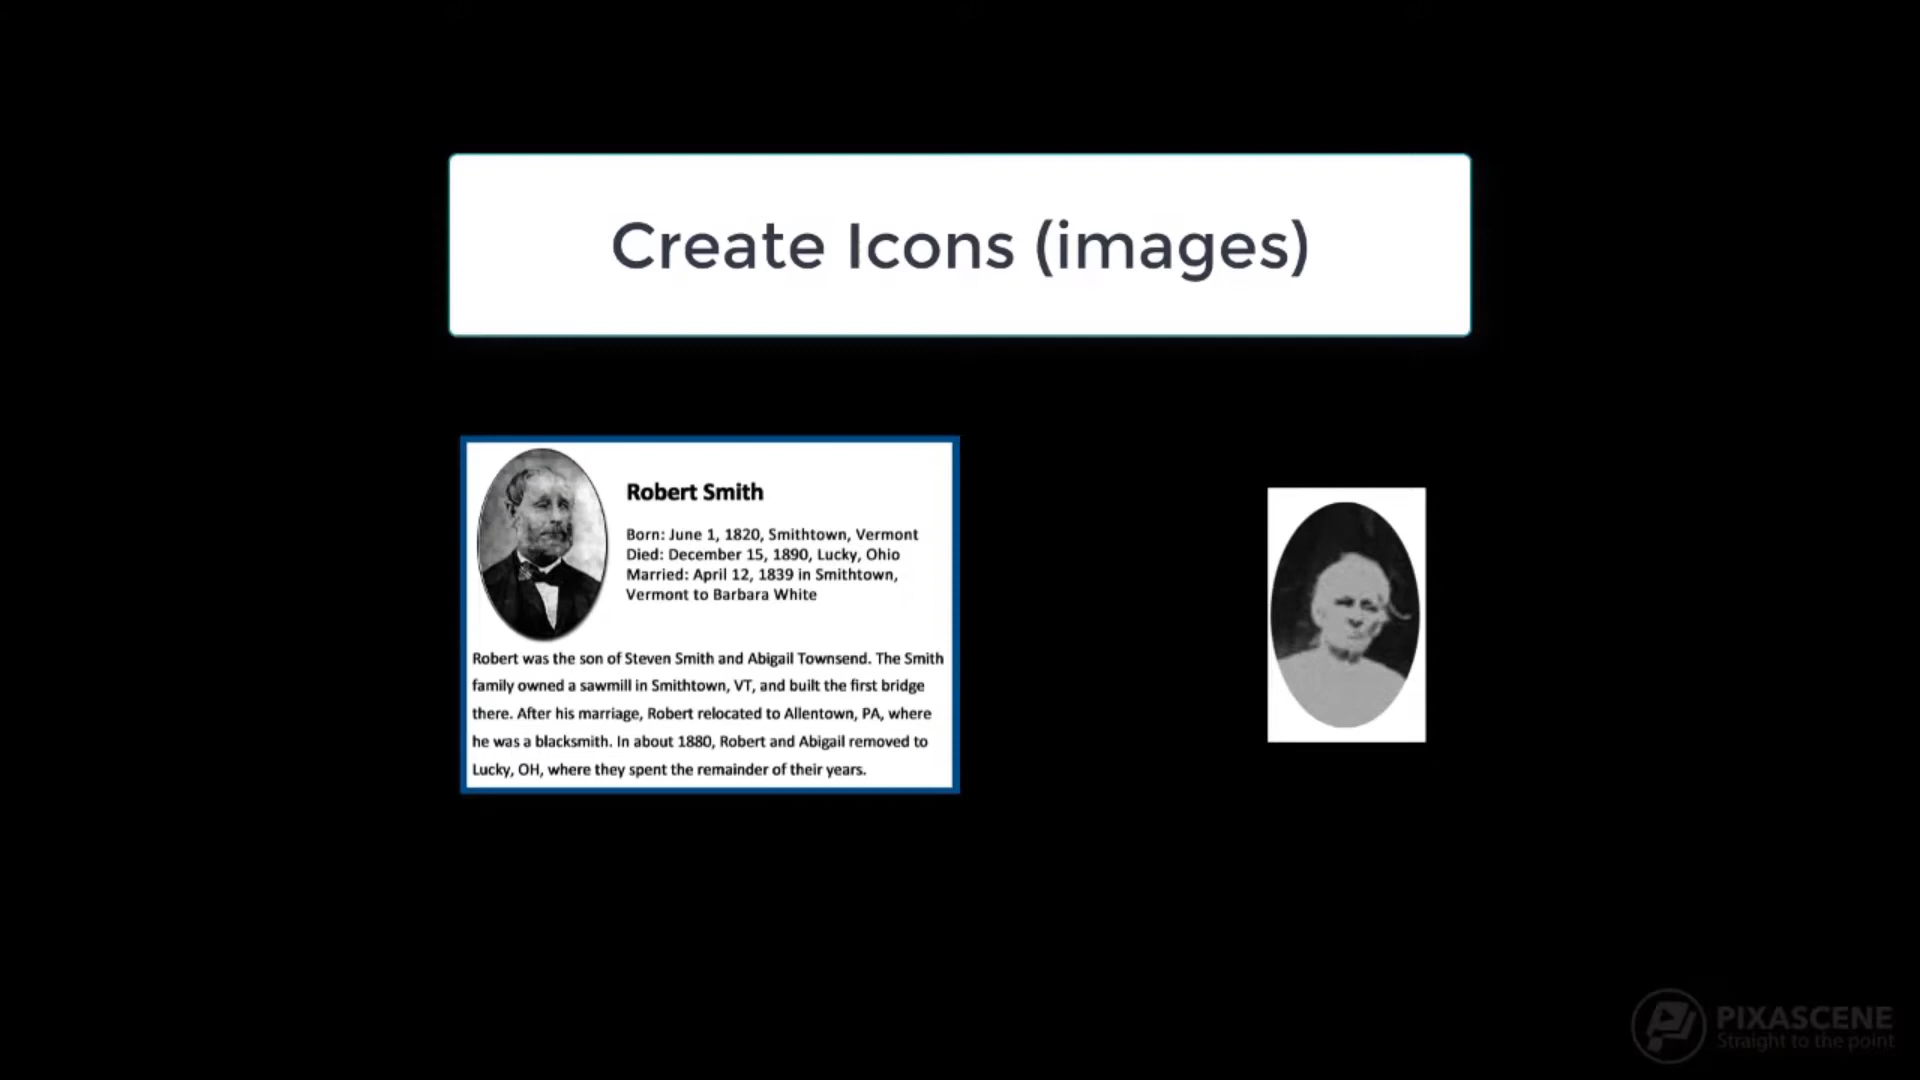 Create Icons (images)
Robert Smith
Born: June 1, 1820, Smithtown, Vermont
Died: December 15, 1890, Lucky, Ohio
Married: April 12, 1839 in Smithtown,
Vermont to Barbara White
Robert was the son of Steven Smith and Abigail Townsend. The Smith
family owned a sawmill in Smithtown, VT, and built the first bridge
there. After his marriage, Robert relocated to Allentown, PA, where
he was a blacksmith. In about 1880, Robert and Abigail removed to
Lucky, OH, where they spent the remainder of their years.
PIXASCENE
Straight to the point